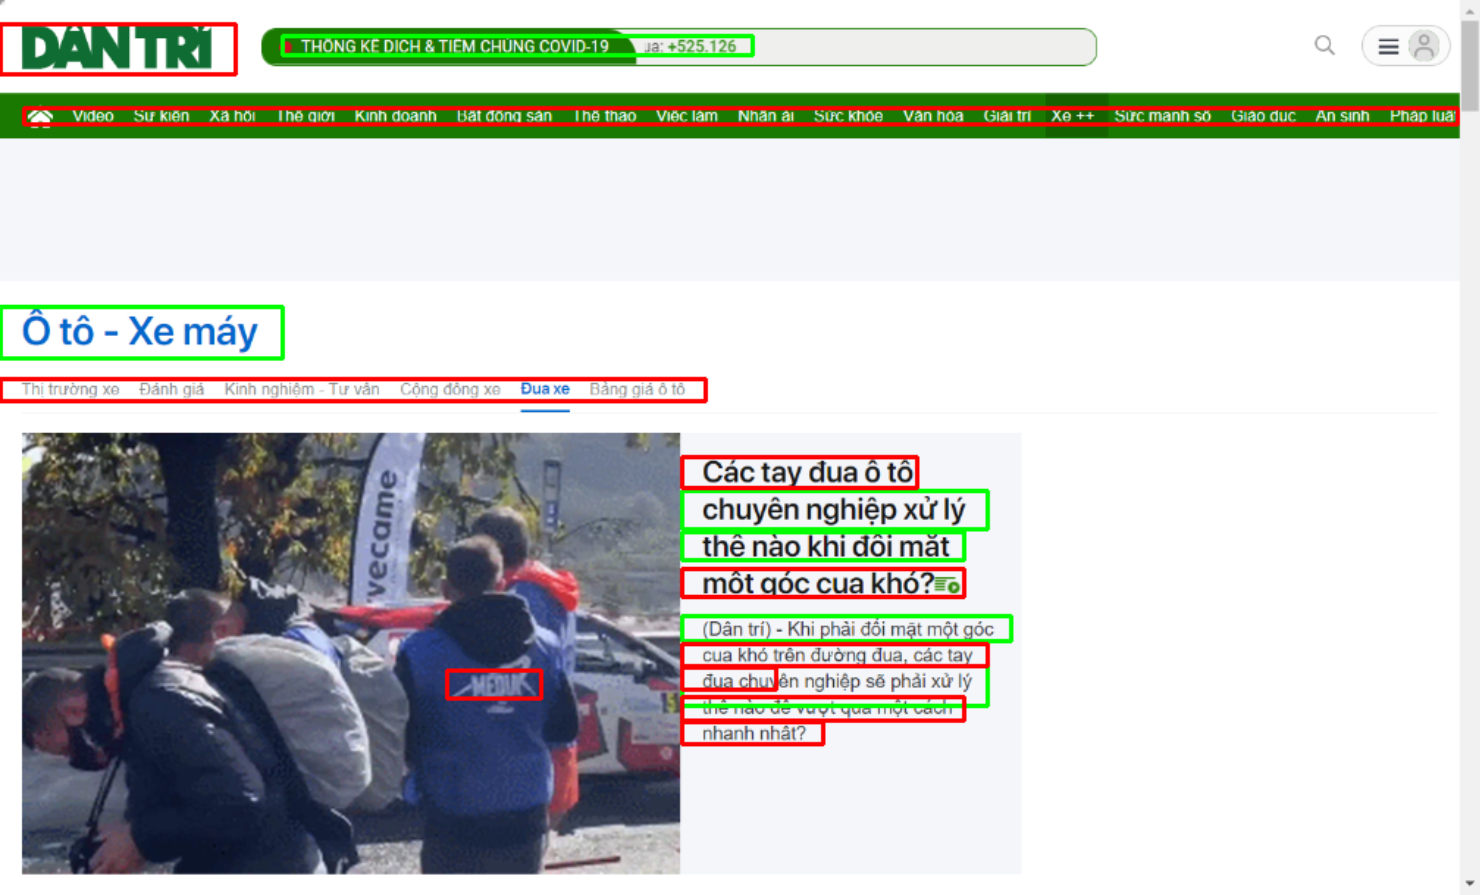 DÂN TRÍ
THỐNG KÊ DỊCH & TIÊM CHỦNG COVID-19 qua: +525.126
Video Sự kiện Xã hội Thế giới Kinh doanh Bất động sản Thể thao Việc làm Nhân ái Sức khỏe Văn hóa Giải trí Xe ++ Sức mạnh số Giáo dục An sinh Pháp luật
Ô tô - Xe máy
Thị trường xe Đánh giá Kinh nghiệm - Tư vấn Cộng đồng xe Đua xe Bảng giá ô tô
vecame
MEDUK
Các tay đua ô tô
chuyên nghiệp xử lý
thế nào khi đối mặt
một góc cua khó?
(Dân trí) - Khi phải đối mặt một góc
cua khó trên đường đua, các tay
đua chuyên nghiệp sẽ phải xử lý
thế nào để vượt qua một cách
nhanh nhất?